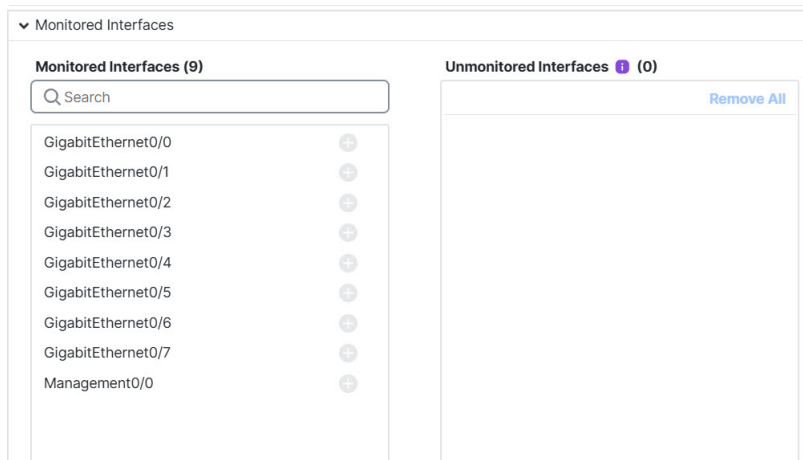 Monitored Interfaces
Monitored Interfaces (9)
Search
GigabitEthernet0/0
GigabitEthernet0/1
GigabitEthernet0/2
GigabitEthernet0/3
GigabitEthernet0/4
GigabitEthernet0/5
GigabitEthernet0/6
GigabitEthernet0/7
Management0/0
Unmonitored Interfaces i (0)
Remove All